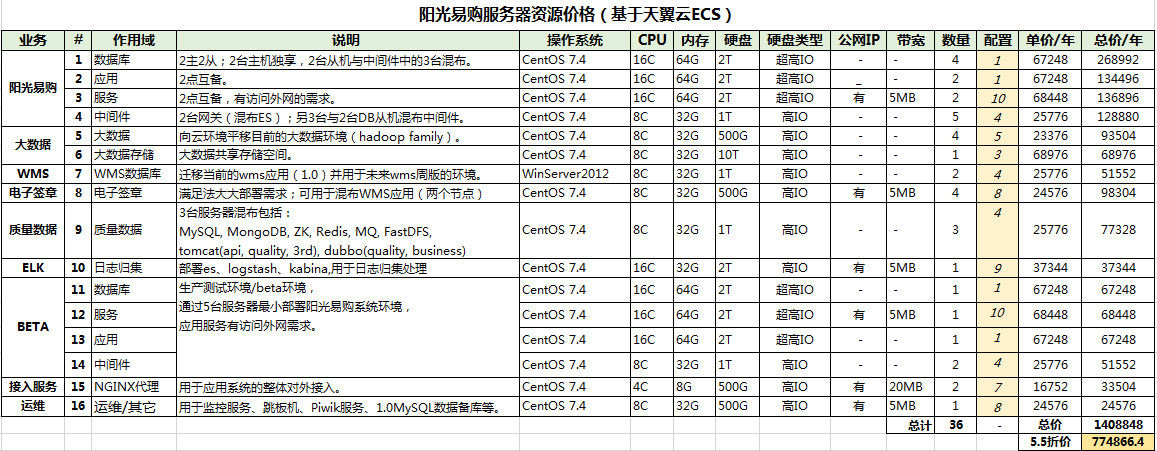 阳光易购服务器资源价格（基于天翼云ECS）
业务 # 作用域 说明 操作系统 CPU 内存 硬盘 硬盘类型 公网IP 带宽 数量 配置 单价/年 总价/年
阳光易购 1 数据库 2主2从；2台主机独享，2台从机与中间件中的3台混布。 CentOS 7.4 16C 64G 2T 超高IO - - 4 1 67248 268992
2 应用 2点互备。 CentOS 7.4 16C 64G 2T 超高IO _ - 2 1 67248 134496
3 服务 2点互备，有访问外网的需求。 CentOS 7.4 16C 64G 2T 超高IO 有 5MB 2 10 68448 136896
4 中间件 2台网关（混布ES）；另3台与2台DB从机混布中间件。 CentOS 7.4 8C 32G 1T 高IO - - 5 4 25776 128880
大数据 5 大数据 向云环境平移目前的大数据环境（hadoop family）。 CentOS 7.4 8C 32G 500G 高IO - - 4 5 23376 93504
6 大数据存储 大数据共享存储空间。 CentOS 7.4 8C 32G 10T 高IO - - 1 3 68976 68976
WMS 7 WMS数据库 迁移当前的wms应用（1.0）并用于未来wms周版的环境。 WinServer2012 8C 32G 1T 高IO - - 2 4 25776 51552
电子签章 8 电子签章 满足法大大部署需求；可用于混布WMS应用（两个节点） CentOS 7.4 8C 32G 500G 高IO 有 5MB 4 8 24576 98304
质量数据 9 质量数据 3台服务器混布包括：
MySQL, MongoDB, ZK, Redis, MQ, FastDFS,
tomcat(api, quality, 3rd), dubbo(quality, business) CentOS 7.4 8C 32G 1T 高IO - - 3 4 25776 77328
ELK 10 日志归集 部署es、logstash、kabina,用于日志归集处理 CentOS 7.4 16C 32G 2T 高IO 有 5MB 1 9 37344 37344
BETA 11 数据库 生产测试环境/beta环境， CentOS 7.4 16C 64G 2T 超高IO - - 1 1 67248 67248
12 服务 通过5台服务器最小部署阳光易购系统环境， CentOS 7.4 16C 64G 2T 超高IO 有 5MB 1 10 68448 68448
应用服务有访问外网需求。
13 应用 CentOS 7.4 16C 64G 2T 超高IO - - 1 1 67248 67248
14 中间件 CentOS 7.4 8C 32G 1T 高IO - - 2 4 25776 51552
接入服务 15 NGINX代理 用于应用系统的整体对外接入。 CentOS 7.4 4C 8G 500G 高IO 有 20MB 2 7 16752 33504
运维 16 运维/其它 用于监控服务、跳板机、Piwik服务、1.0MySQL数据备库等。 CentOS 7.4 8C 32G 500G 高IO 有 5MB 1 8 24576 24576
总计 36 - 总价 1408848
5.5折价 774866.4